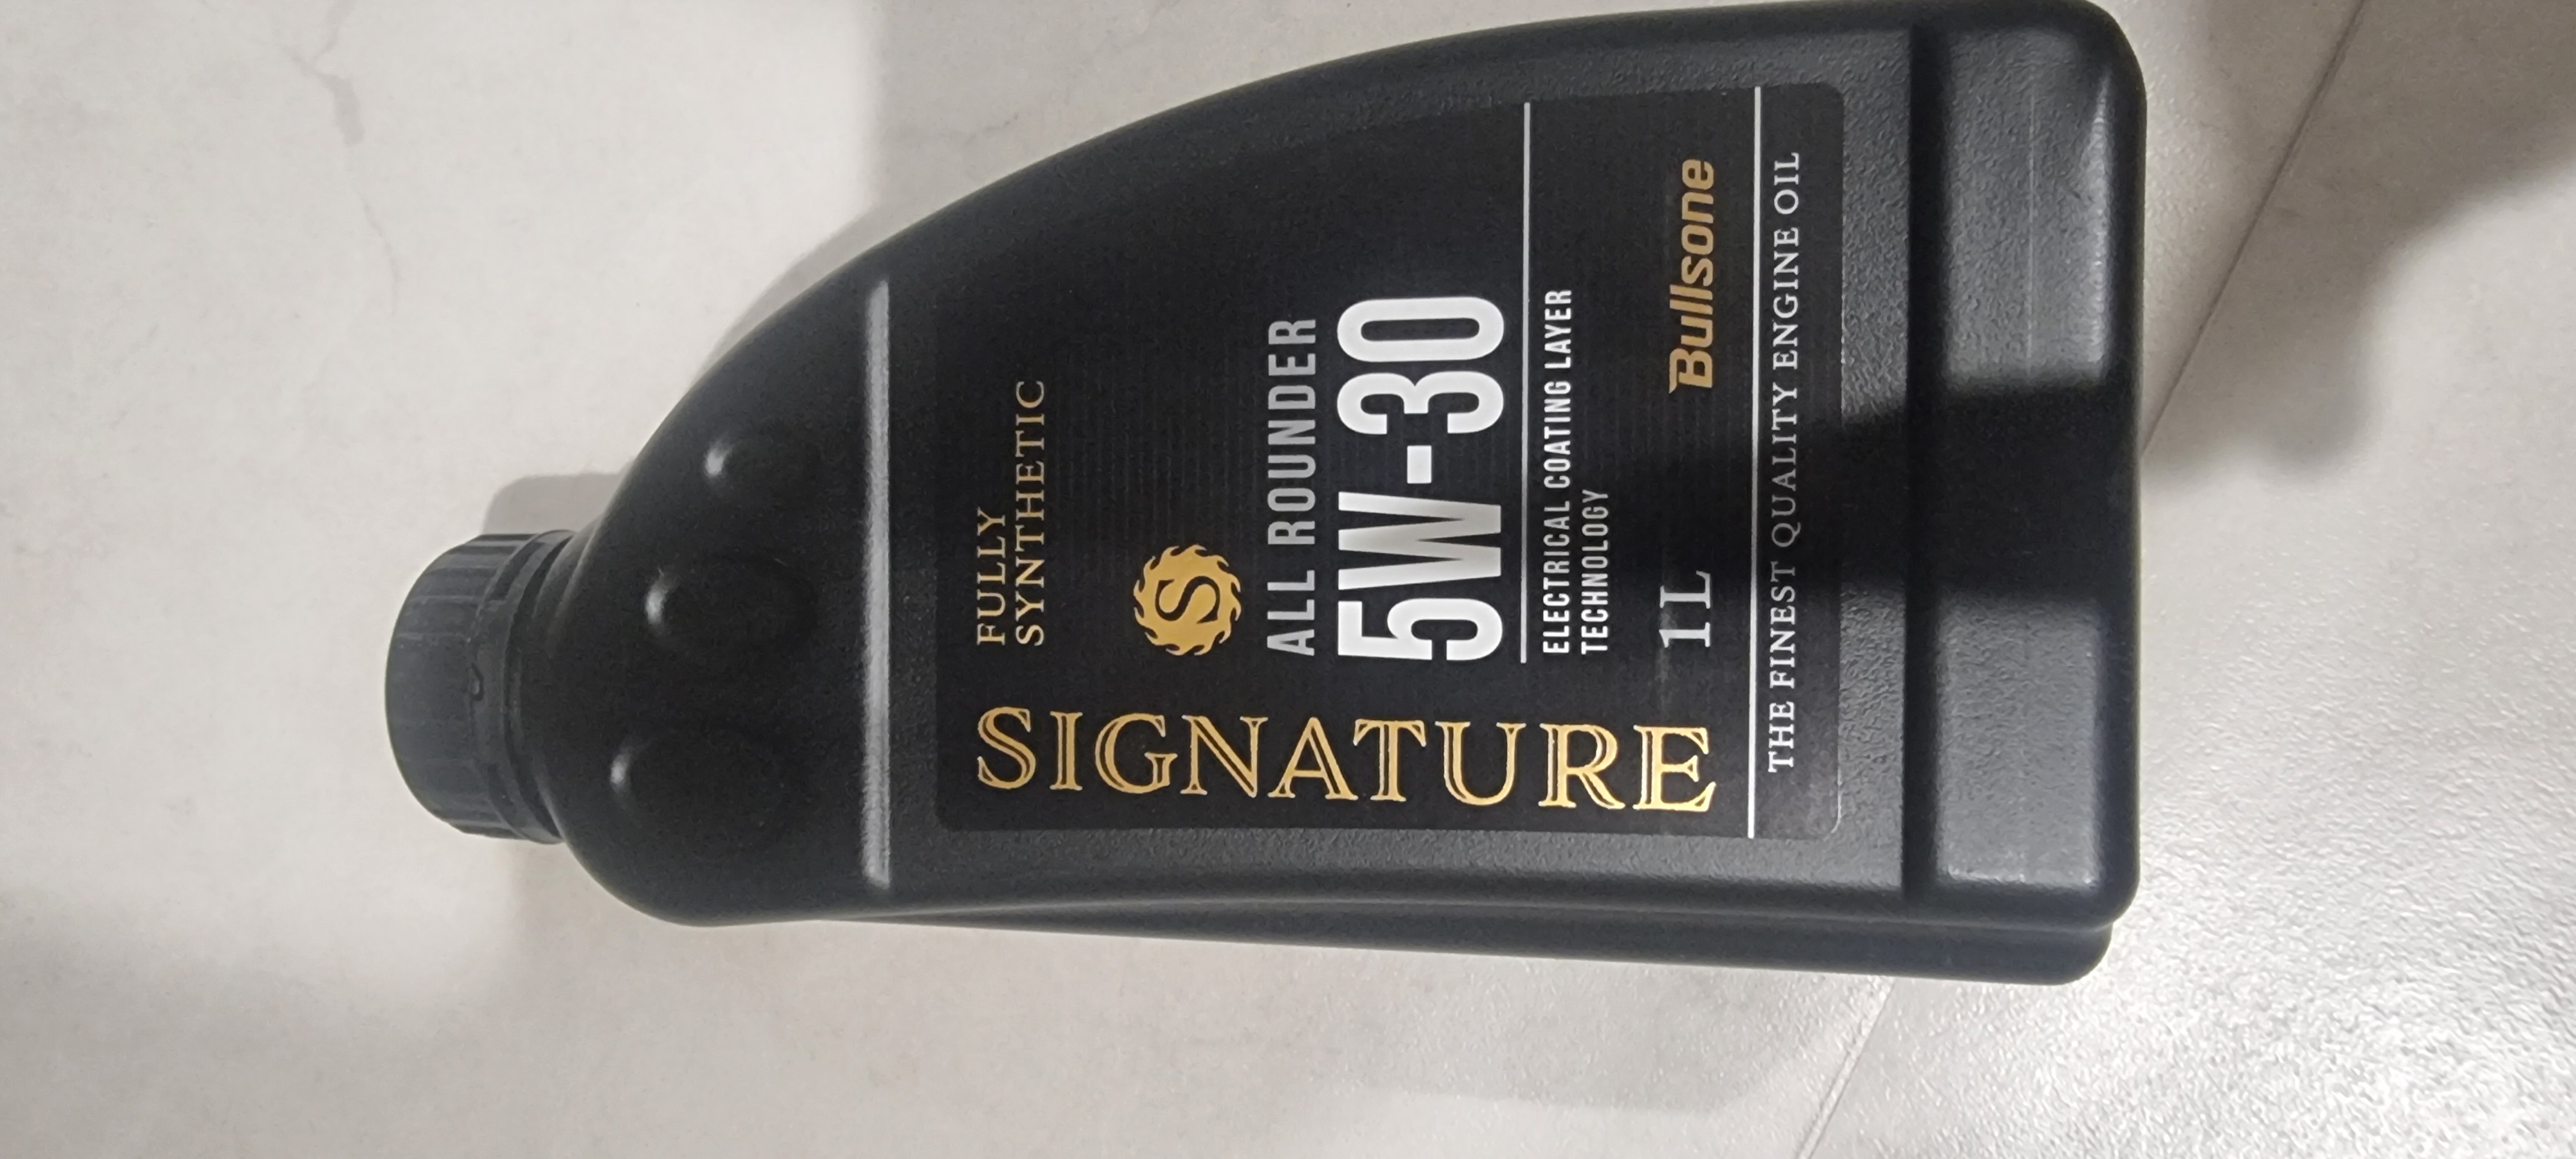 SIGNATURE
FULLY
SYNTHETIC
S
ALL ROUNDER
5W-30
ELECTRICAL COATING LAYER
TECHNOLOGY
1L
Bullsone
THE FINEST QUALITY ENGINE OIL